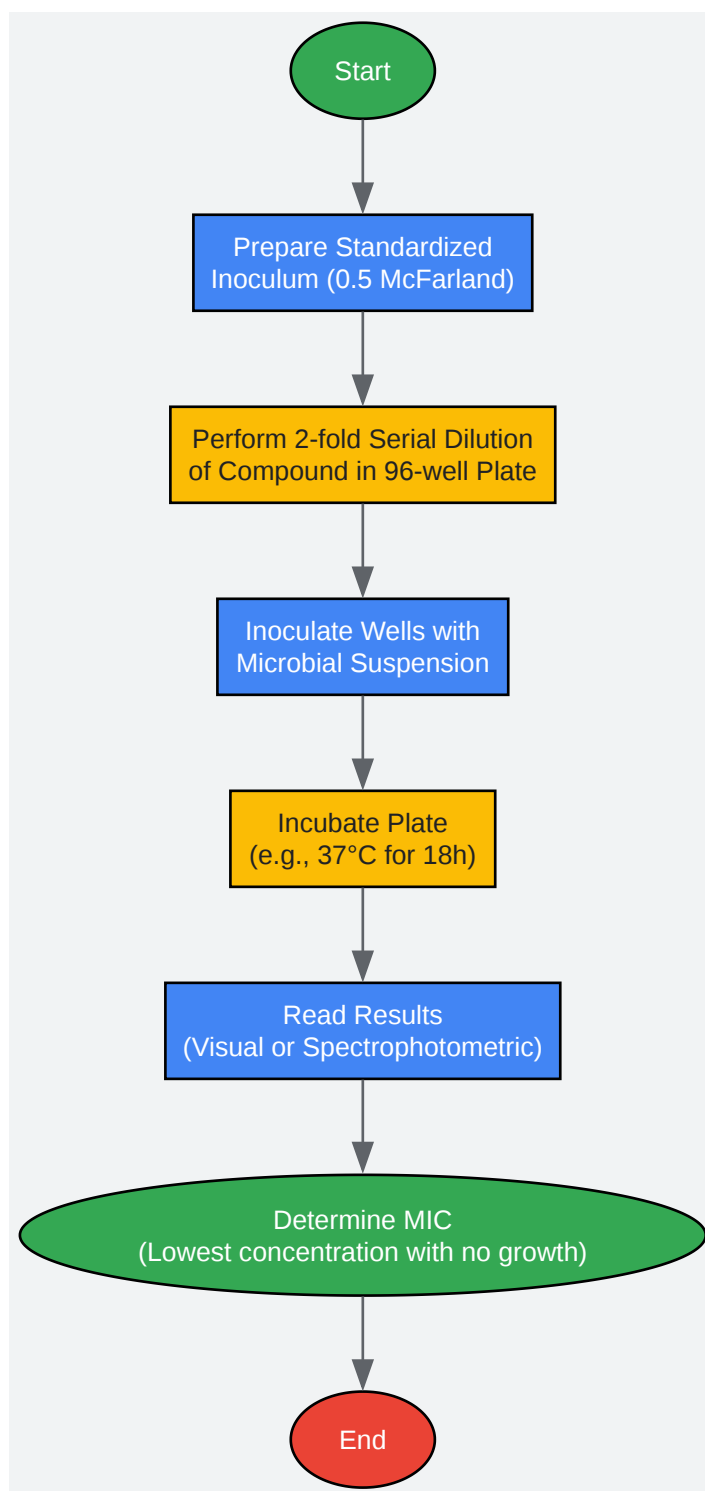 Start
Prepare Standardized
Inoculum (0.5 McFarland)
Perform 2-fold Serial Dilution
of Compound in 96-well Plate
Inoculate Wells with
Microbial Suspension
Incubate Plate
(e.g., 37°C for 18h)
Read Results
(Visual or Spectrophotometric)
Determine MIC
(Lowest concentration with no growth)
End